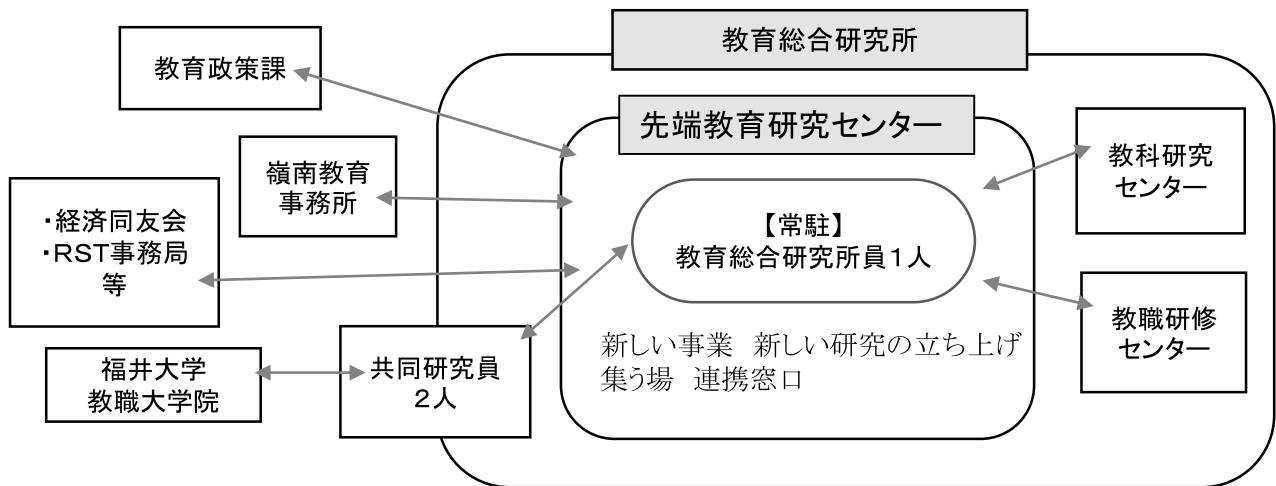 教育総合研究所
教育政策課
先端教育研究センター
嶺南教育
事務所
教科研究
センター
・経済同友会
・RST事務局
等
【常駐】
教育総合研究所員1人
教職研修
センター
新しい事業　新しい研究の立ち上げ
集う場　連携窓口
福井大学
教職大学院
共同研究員
2人